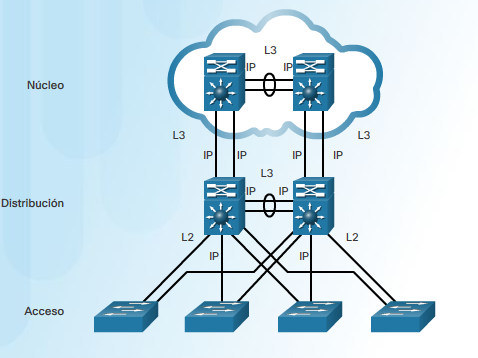 L3
IP IP
Núcleo
L3 L3
IP IP IP IP
L3
IP IP
Distribución
L2 L2
IP IP
Acceso